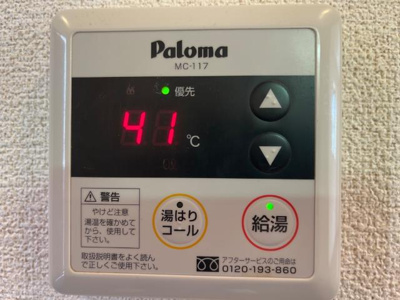 Paloma
MC-117
優先
41 ℃
警告
やけど注意
湯温を確かめて
から、使用して
下さい。
湯はり
コール
給湯
取扱説明書をよく読ん
で正しくご使用下さい。
アフターサービスのご用命は
0120-193-860